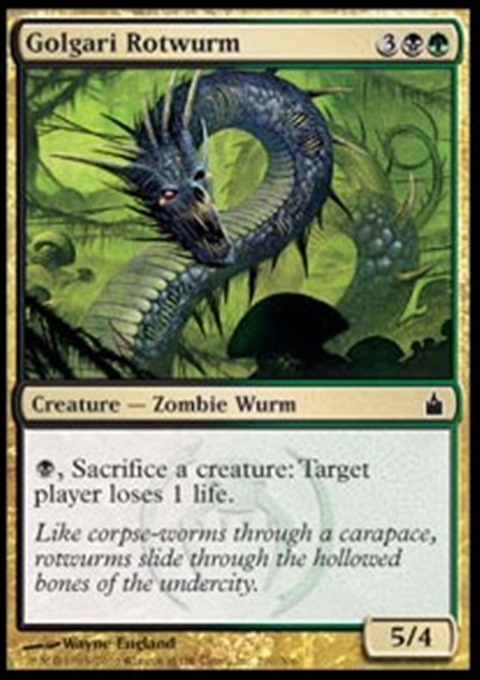 Golgari Rotwurm 3
Creature — Zombie Wurm
, Sacrifice a creature: Target
player loses 1 life.
Like corpse-worms through a carapace,
rotwurms slide through the hollowed
bones of the undercity.
Wayne England
5/4